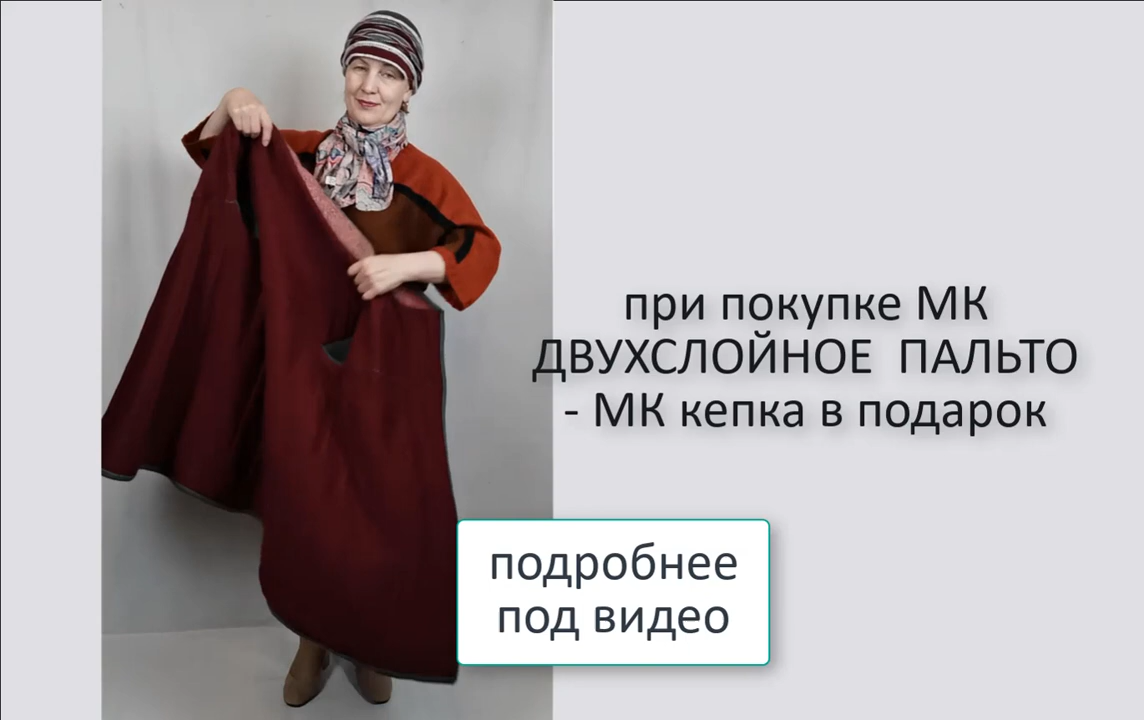 при покупке МК
ДВУХСЛОЙНОЕ ПАЛЬТО
- МК кепка в подарок
подробнее
под видео